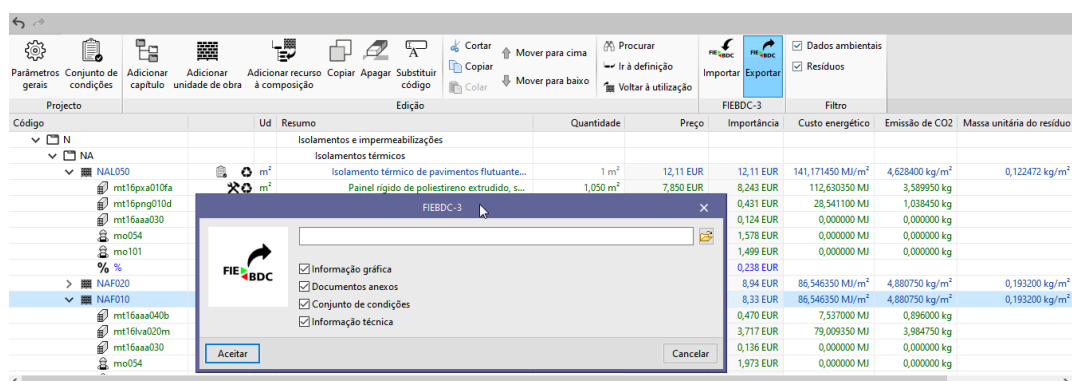 Parâmetros gerais
Conjunto de condições
Adicionar capítulo
Adicionar unidade de obra
Adicionar recurso à composição
Copiar
Apagar
Substituir código
Cortar
Copiar
Colar
Mover para cima
Mover para baixo
Procurar
Ir à definição
Voltar à utilização
FIE BDC
Importar
FIE BDC
Exportar
Dados ambientais
Resíduos
Projecto
Edição
FIEBDC-3
Filtro
Código Ud Resumo Quantidade Preço Importância Custo energético Emissão de CO2 Massa unitária do resíduo
N Isolamentos e impermeabilizações
NA Isolamentos térmicos
NAL050 m² Isolamento térmico de pavimentos flutuante... 1 m² 12,11 EUR 12,11 EUR 141,171450 MJ/m² 4,628400 kg/m² 0,122472 kg/m²
mt16pxa010fa m² Painel rígido de poliestireno extrudido, s... 1,050 m² 7,850 EUR 8,243 EUR 112,630350 MJ 3,589950 kg
mt16png010d 0,431 EUR 28,541100 MJ 1,038450 kg
mt16aaa030 0,124 EUR 0,000000 MJ 0,000000 kg
mo054 1,578 EUR 0,000000 MJ 0,000000 kg
mo101 1,499 EUR 0,000000 MJ 0,000000 kg
% % 0,238 EUR
NAF020 8,94 EUR 86,546350 MJ/m² 4,880750 kg/m² 0,193200 kg/m²
NAF010 8,33 EUR 86,546350 MJ/m² 4,880750 kg/m² 0,193200 kg/m²
mt16aaa040b 0,470 EUR 7,537000 MJ 0,896000 kg
mt16lva020m 3,717 EUR 79,009350 MJ 3,984750 kg
mt16aaa030 0,136 EUR 0,000000 MJ 0,000000 kg
mo054 1,973 EUR 0,000000 MJ 0,000000 kg
FIEBDC-3
FIE BDC
Informação gráfica
Documentos anexos
Conjunto de condições
Informação técnica
Aceitar
Cancelar